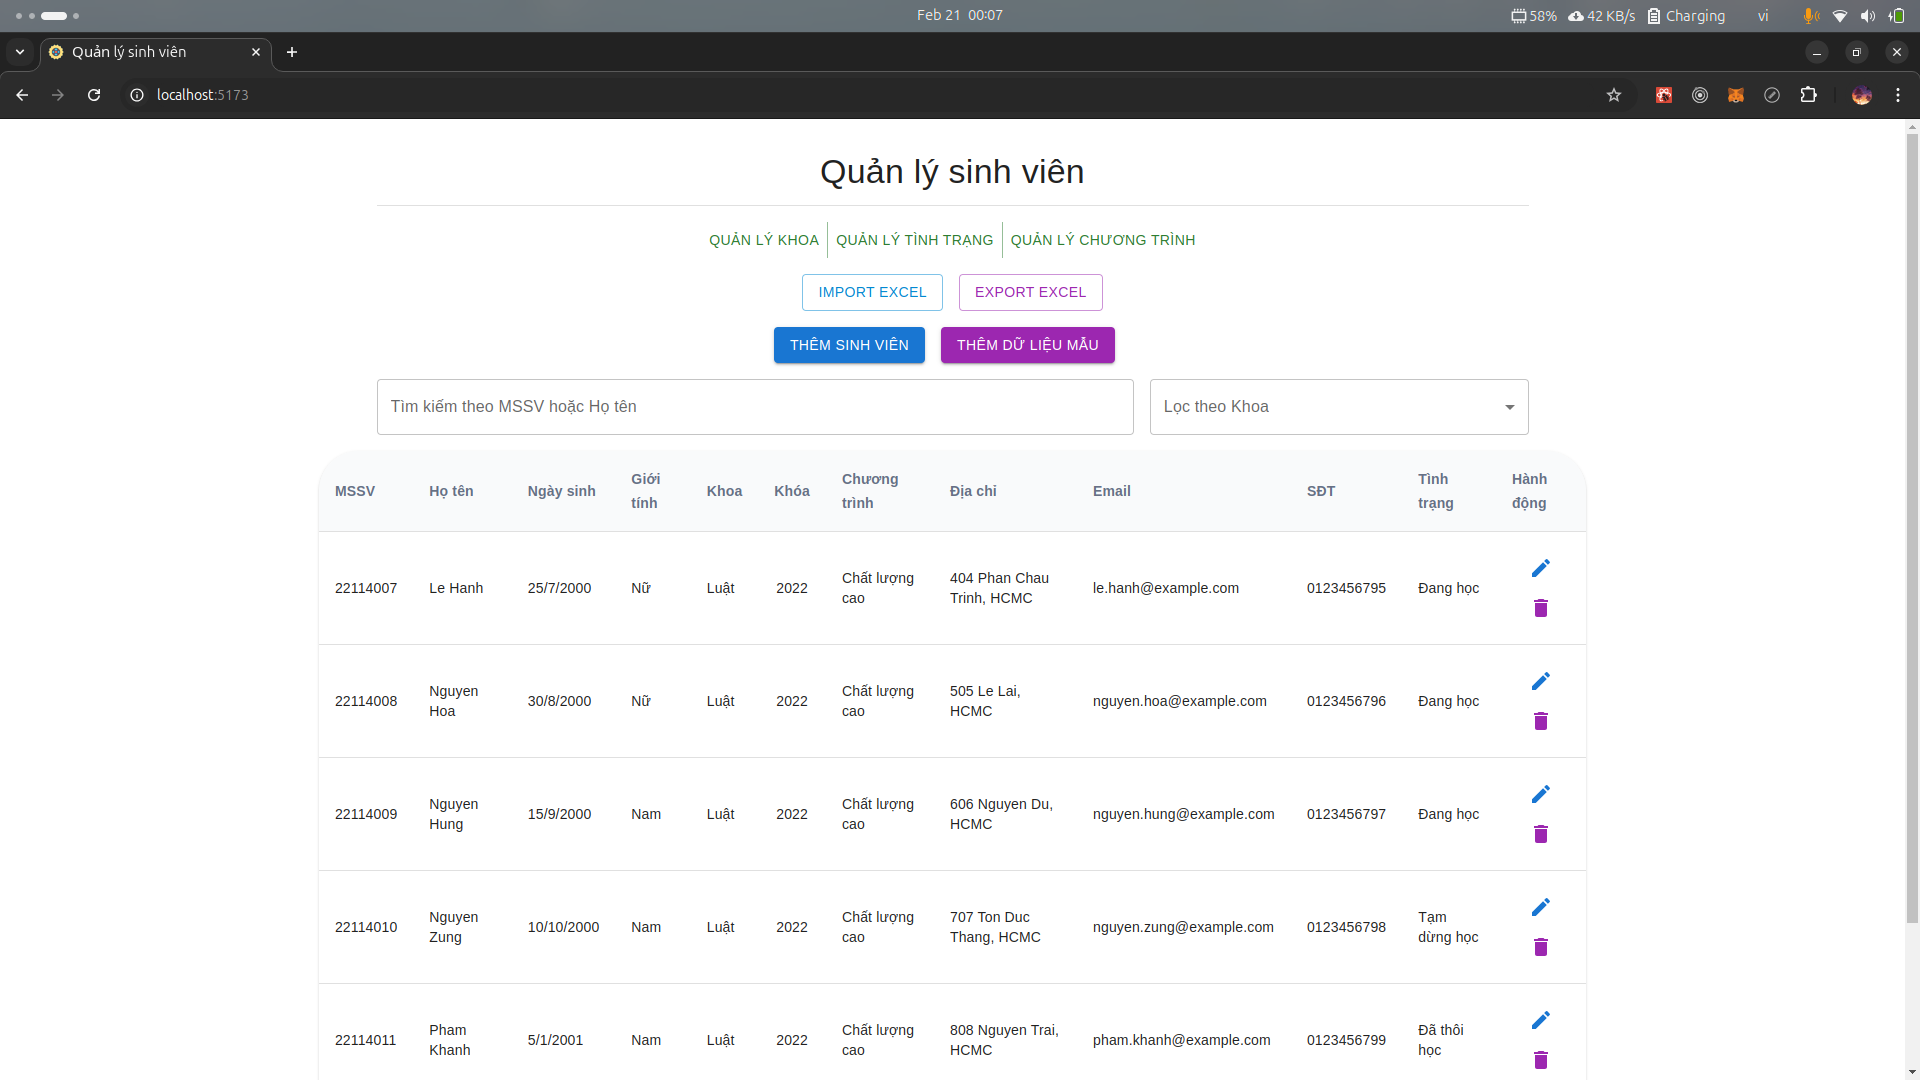 Feb 21 00:07
58% 42 KB/s Charging vi
Quản lý sinh viên
localhost:5173
Quản lý sinh viên
QUẢN LÝ KHOA QUẢN LÝ TÌNH TRẠNG QUẢN LÝ CHƯƠNG TRÌNH
IMPORT EXCEL EXPORT EXCEL
THÊM SINH VIÊN THÊM DỮ LIỆU MẪU
Tìm kiếm theo MSSV hoặc Họ tên Lọc theo Khoa
MSSV Họ tên Ngày sinh Giới tính Khoa Khóa Chương trình Địa chỉ Email SĐT Tình trạng Hành động
22114007 Le Hanh 25/7/2000 Nữ Luật 2022 Chất lượng cao 404 Phan Chau Trinh, HCMC le.hanh@example.com 0123456795 Đang học
22114008 Nguyen Hoa 30/8/2000 Nữ Luật 2022 Chất lượng cao 505 Le Lai, HCMC nguyen.hoa@example.com 0123456796 Đang học
22114009 Nguyen Hung 15/9/2000 Nam Luật 2022 Chất lượng cao 606 Nguyen Du, HCMC nguyen.hung@example.com 0123456797 Đang học
22114010 Nguyen Zung 10/10/2000 Nam Luật 2022 Chất lượng cao 707 Ton Duc Thang, HCMC nguyen.zung@example.com 0123456798 Tạm dừng học
22114011 Pham Khanh 5/1/2001 Nam Luật 2022 Chất lượng cao 808 Nguyen Trai, HCMC pham.khanh@example.com 0123456799 Đã thôi học